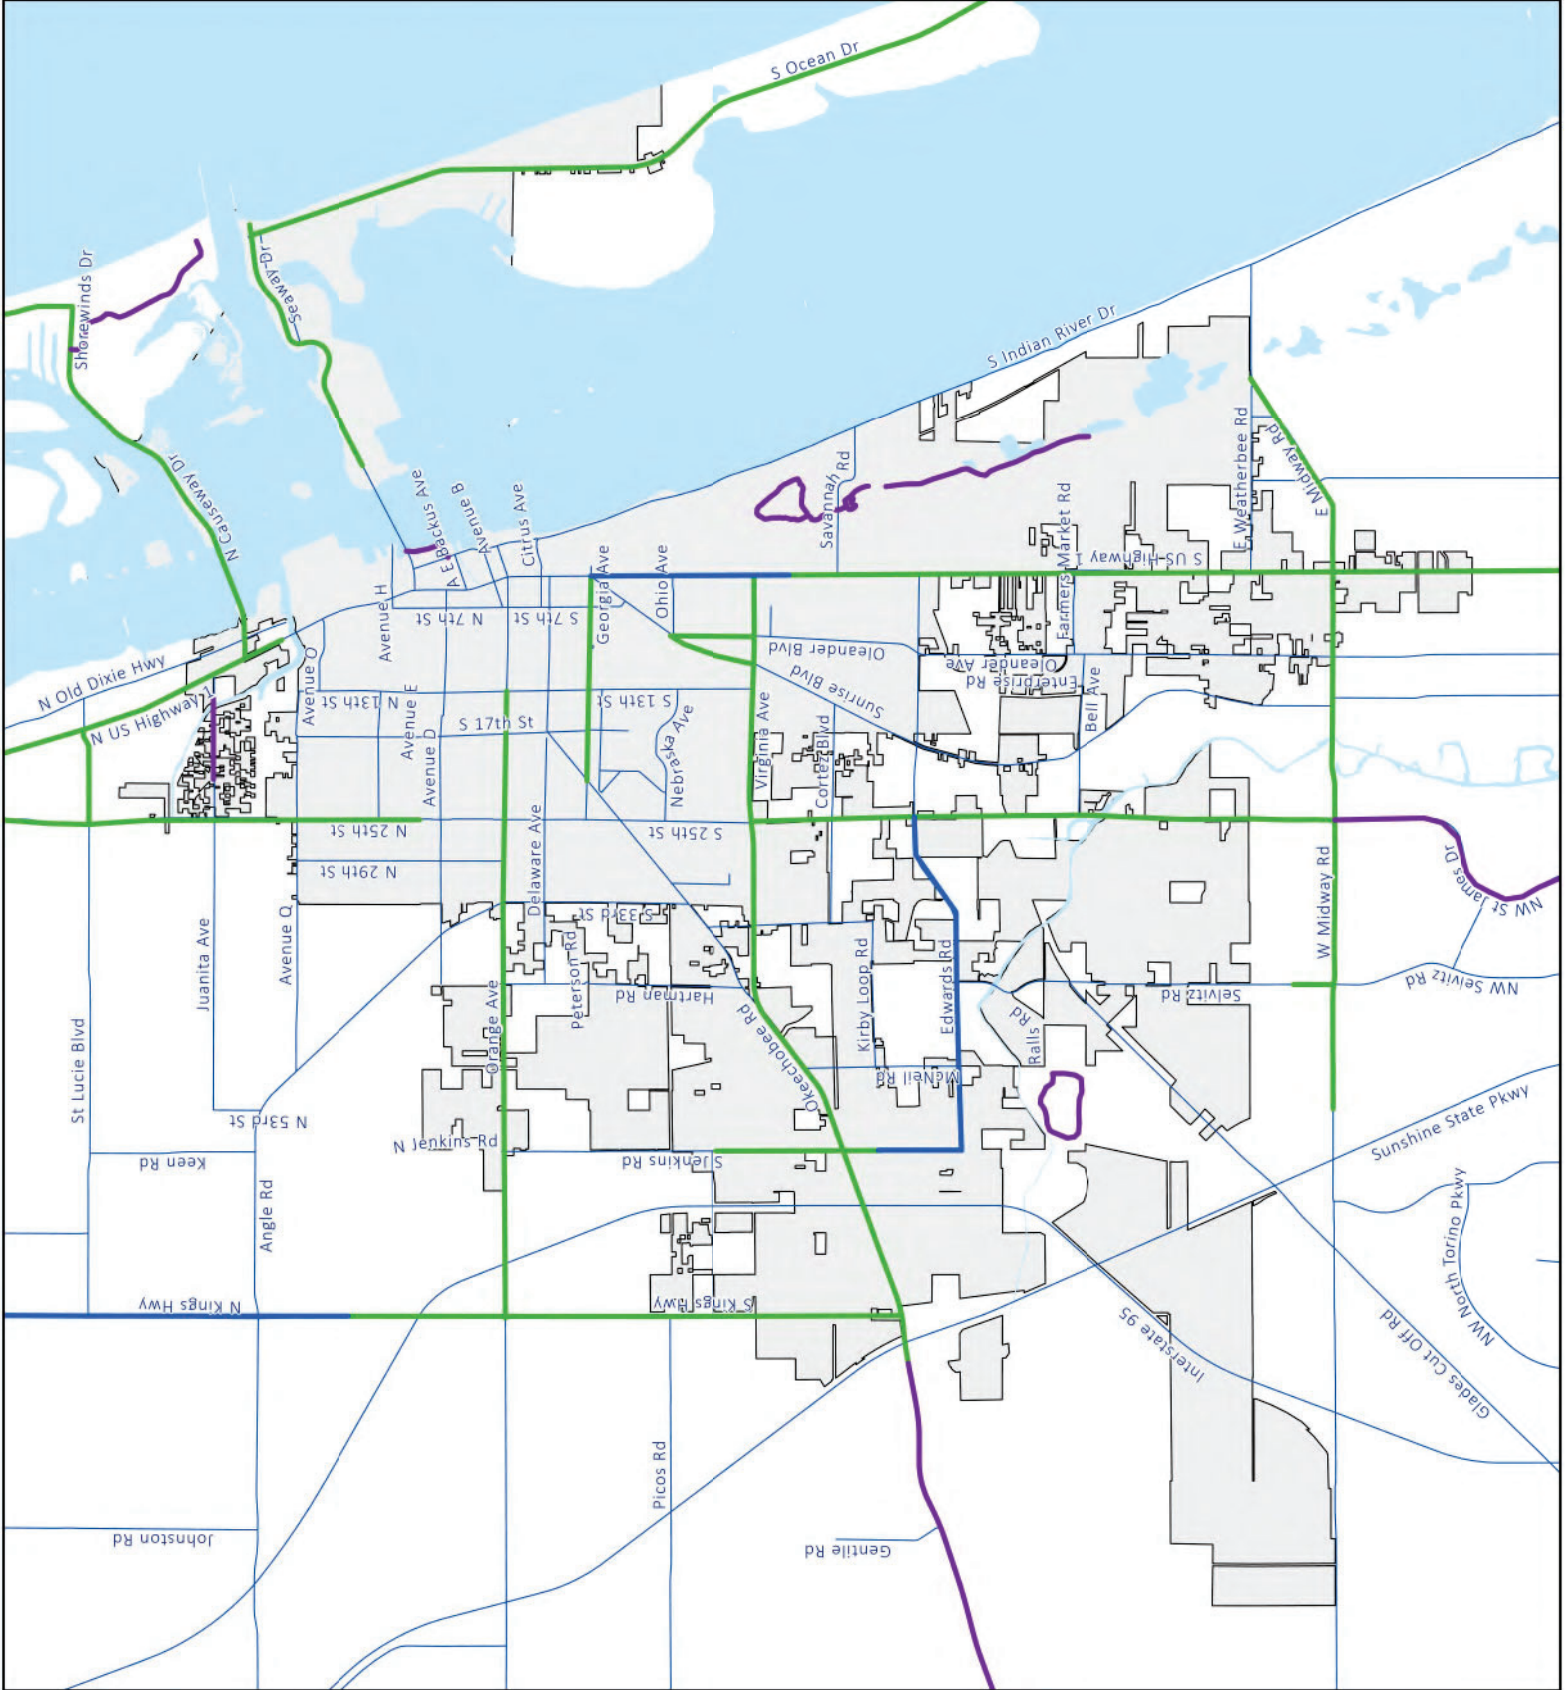 S Ocean Dr
Shorewinds Dr
Seaway Dr
S Indian River Dr
N Causeway Dr
A E Backus Ave
Avenue B
Citrus Ave
Savannah Rd
E Weatherbee Rd
E Midway Rd
Farmers Market Rd
S US Highway 1
Georgia Ave
Ohio Ave
Avenue H
N 7th St
S 7th St
Oleander Blvd
Oleander Ave
Enterprise Rd
N Old Dixie Hwy
N US Highway 1
Avenue O
N 13th St
Avenue E
S 13th St
Sunrise Blvd
Bell Ave
S 17th St
Nebraska Ave
Virginia Ave
Cortez Blvd
Avenue D
N 25th St
S 25th St
Delaware Ave
N 29th St
S 33rd St
W Midway Rd
NW St James Dr
Juanita Ave
Avenue Q
Peterson Rd
Hartman Rd
Kirby Loop Rd
Edwards Rd
Selvitz Rd
NW Selvitz Rd
Orange Ave
Okeechobee Rd
Ralls Rd
McNeil Rd
St Lucie Blvd
N 53rd St
N Jenkins Rd
S Jenkins Rd
Keen Rd
Sunshine State Pkwy
Angle Rd
NW North Torino Pkwy
N Kings Hwy
S Kings Hwy
Interstate 95
Glades Cut Off Rd
Picos Rd
Johnston Rd
Gentile Rd